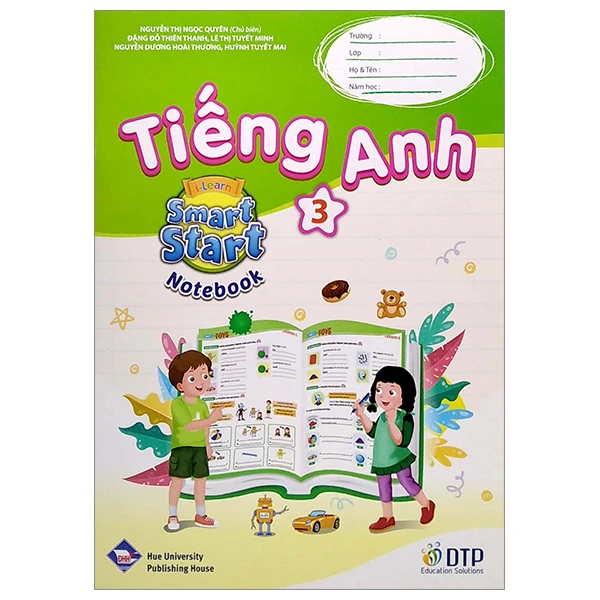 NGUYỄN THỊ NGỌC QUYÊN (Chủ biên)
ĐẶNG ĐỖ THIÊN THANH, LÊ THỊ TUYẾT MINH
NGUYỄN DƯƠNG HOÀI THƯƠNG, HUỲNH TUYẾT MAI
Trường :
Lớp :
Họ & Tên :
Năm học :
Tiếng Anh
i-Learn
Smart
Start
3
Notebook
TOYS
DHH
Hue University
Publishing House
DTP
Education Solutions